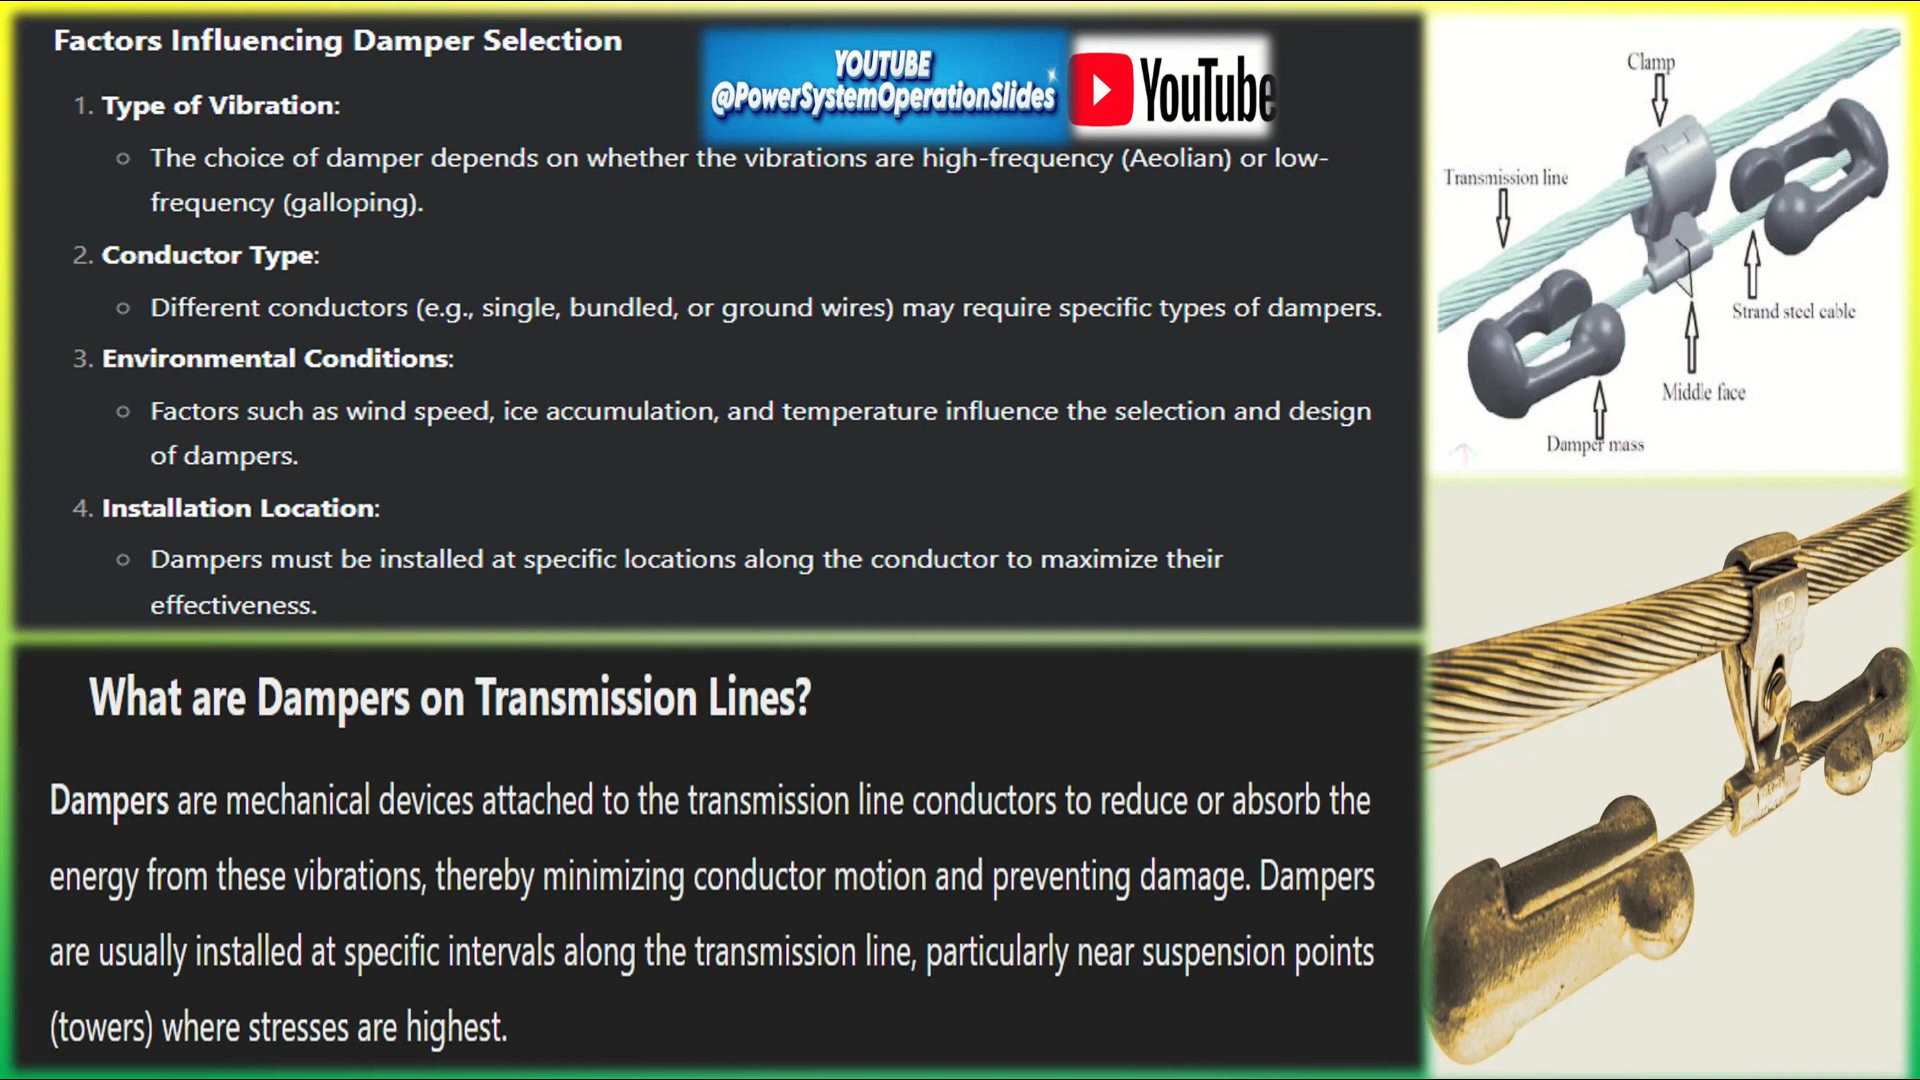 Factors Influencing Damper Selection
YOUTUBE
@PowerSystemOperationSlides
YouTube
1. Type of Vibration:
The choice of damper depends on whether the vibrations are high-frequency (Aeolian) or low-
frequency (galloping).
2. Conductor Type:
Different conductors (e.g., single, bundled, or ground wires) may require specific types of dampers.
3. Environmental Conditions:
Factors such as wind speed, ice accumulation, and temperature influence the selection and design
of dampers.
4. Installation Location:
Dampers must be installed at specific locations along the conductor to maximize their
effectiveness.
What are Dampers on Transmission Lines?
Dampers are mechanical devices attached to the transmission line conductors to reduce or absorb the
energy from these vibrations, thereby minimizing conductor motion and preventing damage. Dampers
are usually installed at specific intervals along the transmission line, particularly near suspension points
(towers) where stresses are highest.
Clamp
Transmission line
Strand steel cable
Middle face
Damper mass